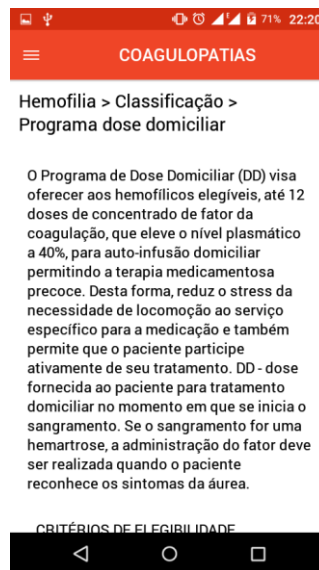 71% 22:20
COAGULOPATIAS
Hemofilia > Classificação >
Programa dose domiciliar
O Programa de Dose Domiciliar (DD) visa
oferecer aos hemofílicos elegíveis, até 12
doses de concentrado de fator da
coagulação, que eleve o nível plasmático
a 40%, para auto-infusão domiciliar
permitindo a terapia medicamentosa
precoce. Desta forma, reduz o stress da
necessidade de locomoção ao serviço
específico para a medicação e também
permite que o paciente participe
ativamente de seu tratamento. DD - dose
fornecida ao paciente para tratamento
domiciliar no momento em que se inicia o
sangramento. Se o sangramento for uma
hemartrose, a administração do fator deve
ser realizada quando o paciente
reconhece os sintomas da áurea.
CRITÉRIOS DE ELEGIBILIDADE